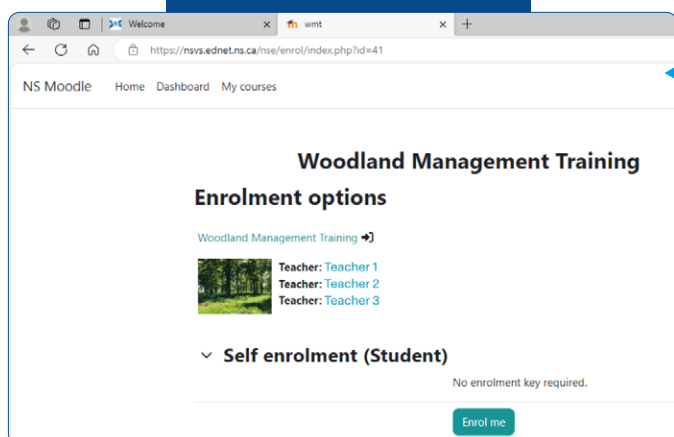 Welcome
wmt
https://nsvs.ednet.ns.ca/nse/enrol/index.php?id=41
NS Moodle Home Dashboard My courses
Woodland Management Training
Enrolment options
Woodland Management Training
Teacher: Teacher 1
Teacher: Teacher 2
Teacher: Teacher 3
Self enrolment (Student)
No enrolment key required.
Enrol me